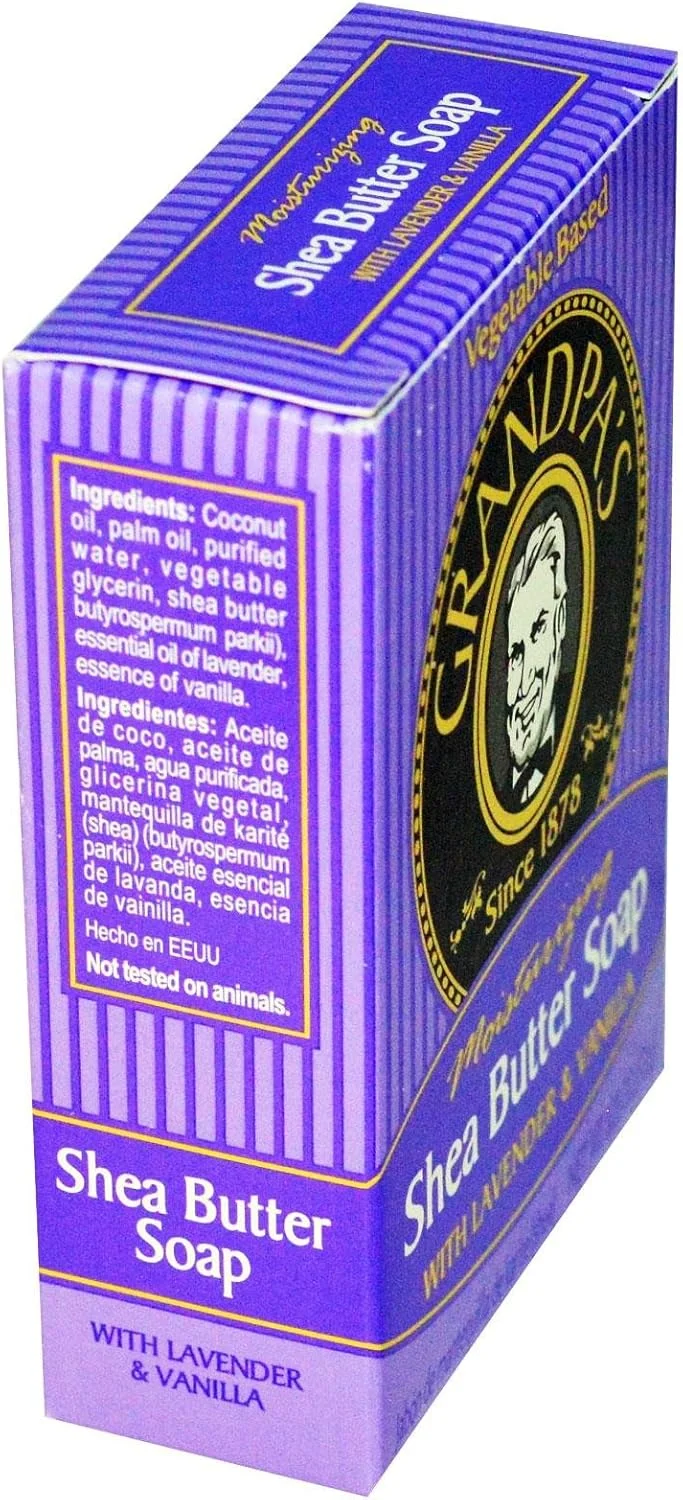 Moisturizing
Shea Butter Soap
WITH LAVENDER & VANILLA
Vegetable Based
GRANDPA'S
Since 1878
Moisturizing
Shea Butter Soap
WITH LAVENDER & VANILLA
Ingredients: Coconut
oil, palm oil, purified
water, vegetable
glycerin, shea butter
butyrospermum parkii),
essential oil of lavender,
essence of vanilla.
Ingredientes: Aceite
de coco, aceite de
palma, agua purificada,
glicerina vegetal,
mantequilla de karité
(shea) (butyrospermum
parkii), aceite esencial
de lavanda, esencia
de vainilla.
Hecho en EEUU
Not tested on animals.
Shea Butter
Soap
WITH LAVENDER
& VANILLA